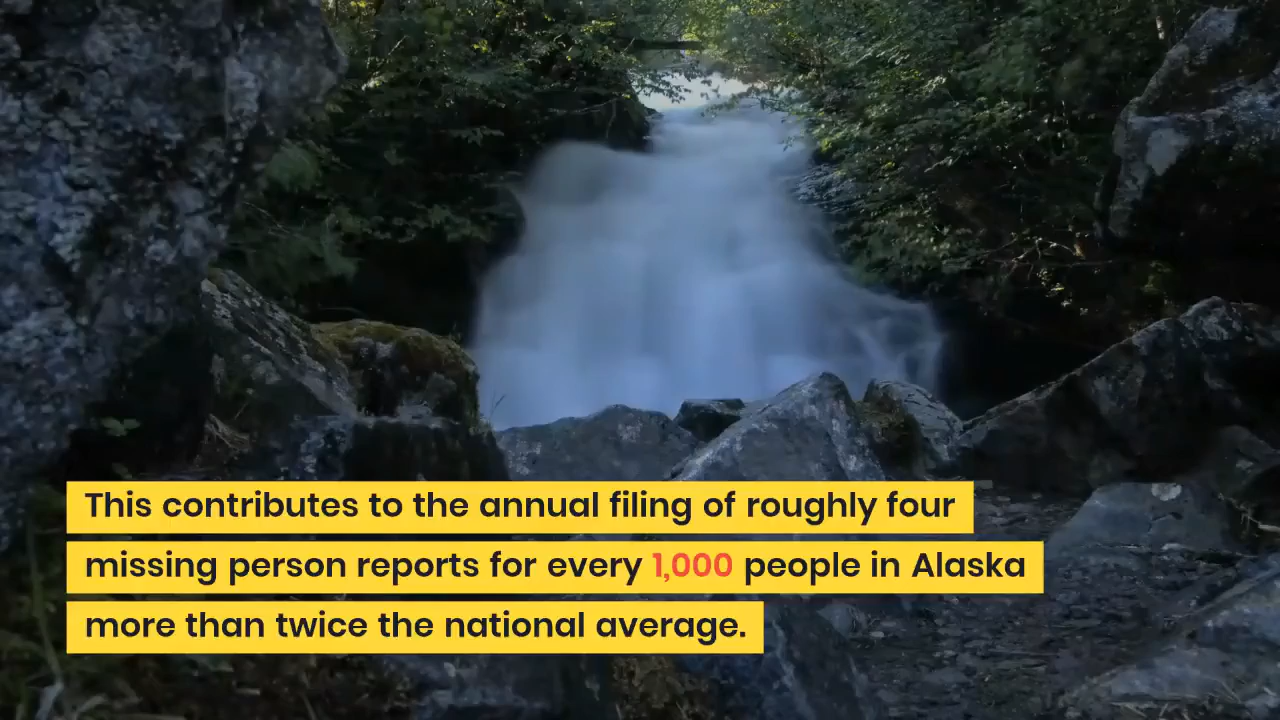 This contributes to the annual filing of roughly four
missing person reports for every 1,000 people in Alaska
more than twice the national average.